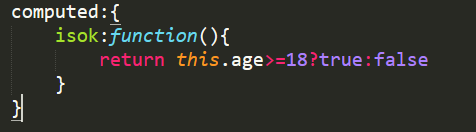 computed:{
    isok:function(){
        return this.age>=18?true:false
    }
}